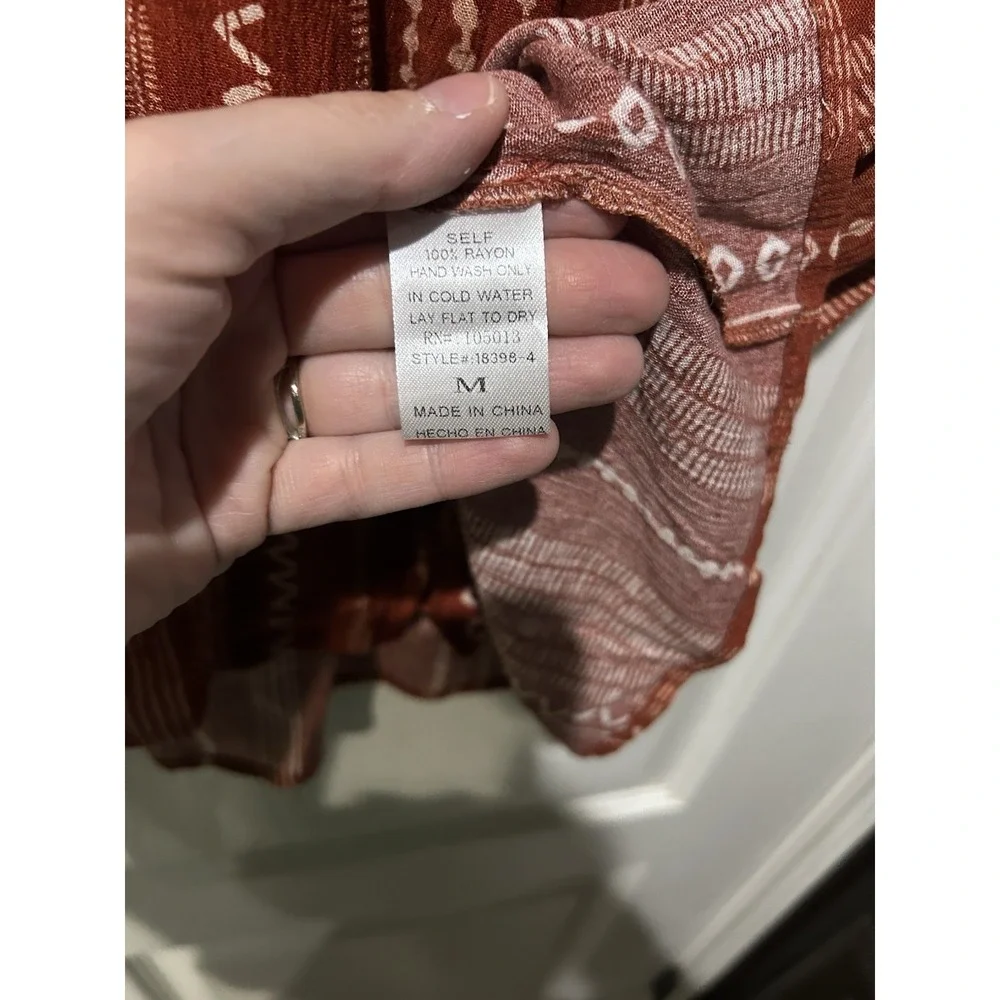 SELF
100% RAYON
HAND WASH ONLY
IN COLD WATER
LAY FLAT TO DRY
RN#:105013
STYLE#:18398-4
M
MADE IN CHINA
HECHO EN CHINA